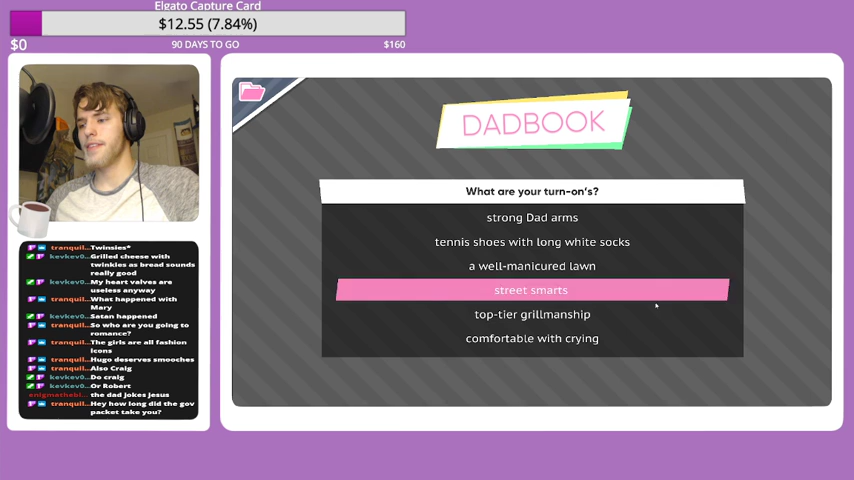 Elgato Capture Card
$12.55 (7.84%)
$0
90 DAYS TO GO
$160
DADBOOK
What are your turn-on's?
strong Dad arms
tennis shoes with long white socks
a well-manicured lawn
street smarts
top-tier grillmanship
comfortable with crying
tranquil...Twinsies*
kevkev0...Grilled cheese with
twinkies as bread sounds
really good
kevkev0...My heart valves are
useless anyway
tranquil...What happened with
Mary
kevkev0...Satan happened
tranquil...So who are you going to
romance?
tranquil...The girls are all fashion
icons
tranquil...Hugo deserves smooches
tranquil...Also Craig
kevkev0...Do craig
kevkev0...Or Robert
enigmathabi... the dad jokes jesus
tranquil...Hey how long did the gov
packet take you?